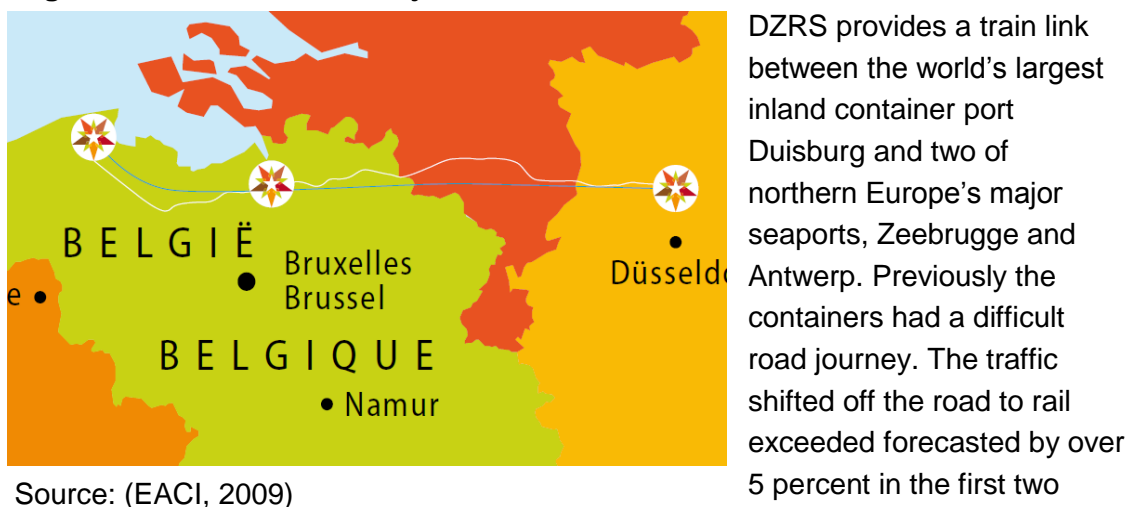 DZRS provides a train link
between the world's largest
inland container port
Duisburg and two of
northern Europe's major
seaports, Zeebrugge and
Antwerp. Previously the
containers had a difficult
road journey. The traffic
shifted off the road to rail
exceeded forecasted by over
5 percent in the first two
BELGIË
Bruxelles
Brussel
Düsseld
e
BELGIQUE
Namur
Source: (EACI, 2009)